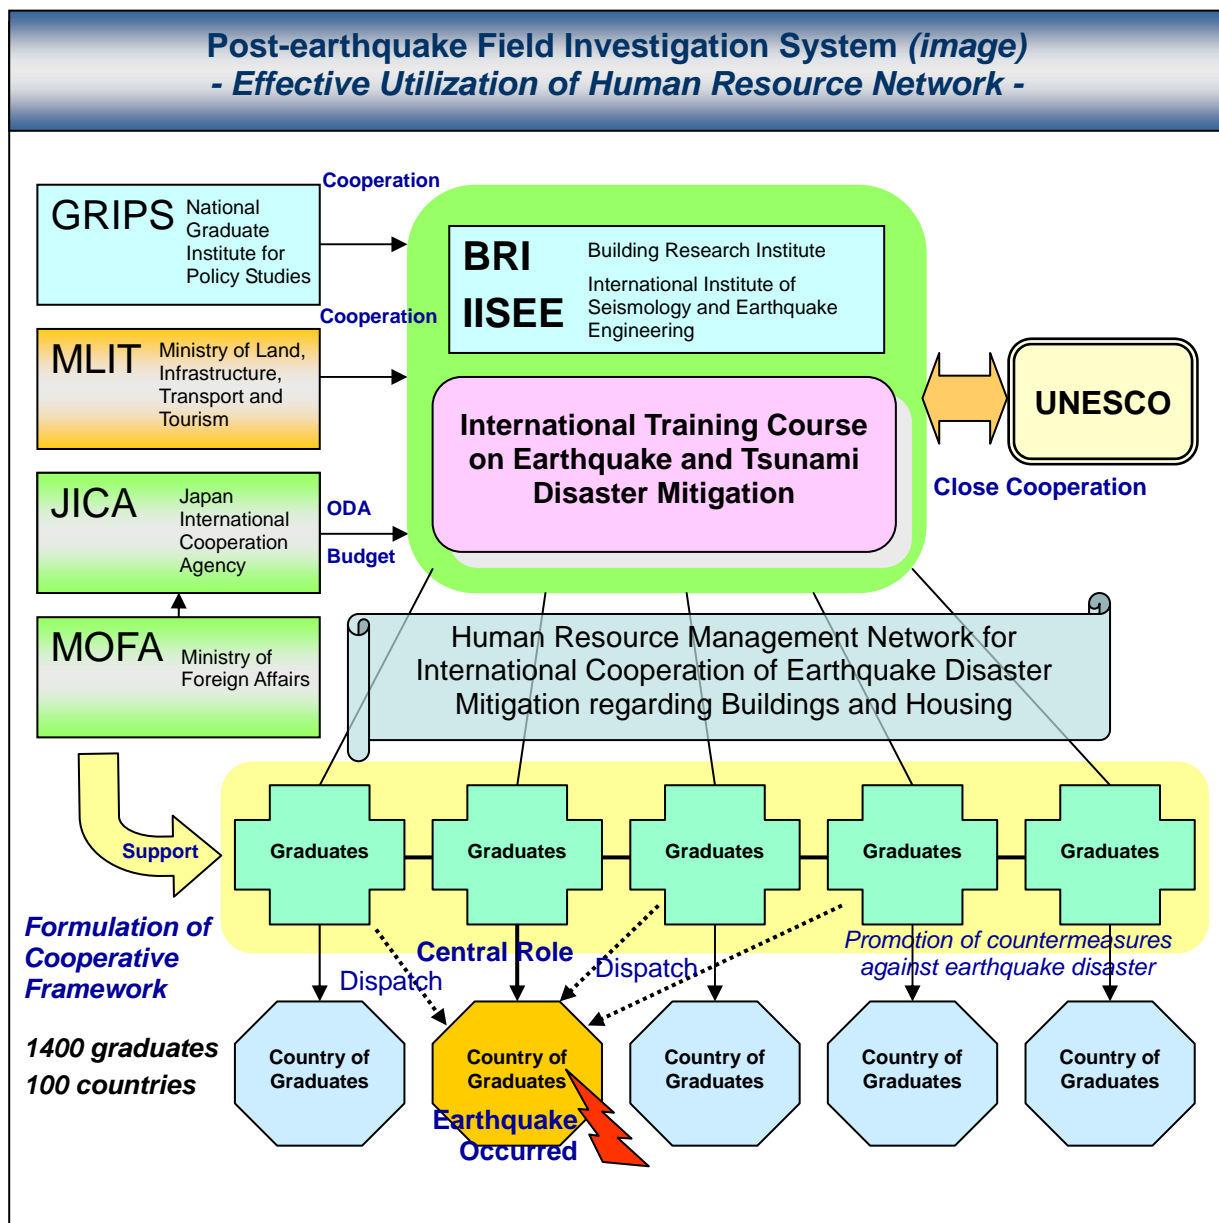 Post-earthquake Field Investigation System (image)
- Effective Utilization of Human Resource Network -
GRIPS
National
Graduate
Institute for
Policy Studies
Cooperation
MLIT
Ministry of Land,
Infrastructure,
Transport and
Tourism
Cooperation
JICA
Japan
International
Cooperation
Agency
ODA
Budget
MOFA
Ministry of
Foreign Affairs
BRI
Building Research Institute
IISEE
International Institute of
Seismology and Earthquake
Engineering
International Training Course
on Earthquake and Tsunami
Disaster Mitigation
UNESCO
Close Cooperation
Human Resource Management Network for
International Cooperation of Earthquake Disaster
Mitigation regarding Buildings and Housing
Support
Graduates
Graduates
Graduates
Graduates
Graduates
Formulation of
Cooperative
Framework
Dispatch
Central Role
Dispatch
Promotion of countermeasures
against earthquake disaster
1400 graduates
100 countries
Country of
Graduates
Country of
Graduates
Country of
Graduates
Country of
Graduates
Country of
Graduates
Earthquake
Occurred